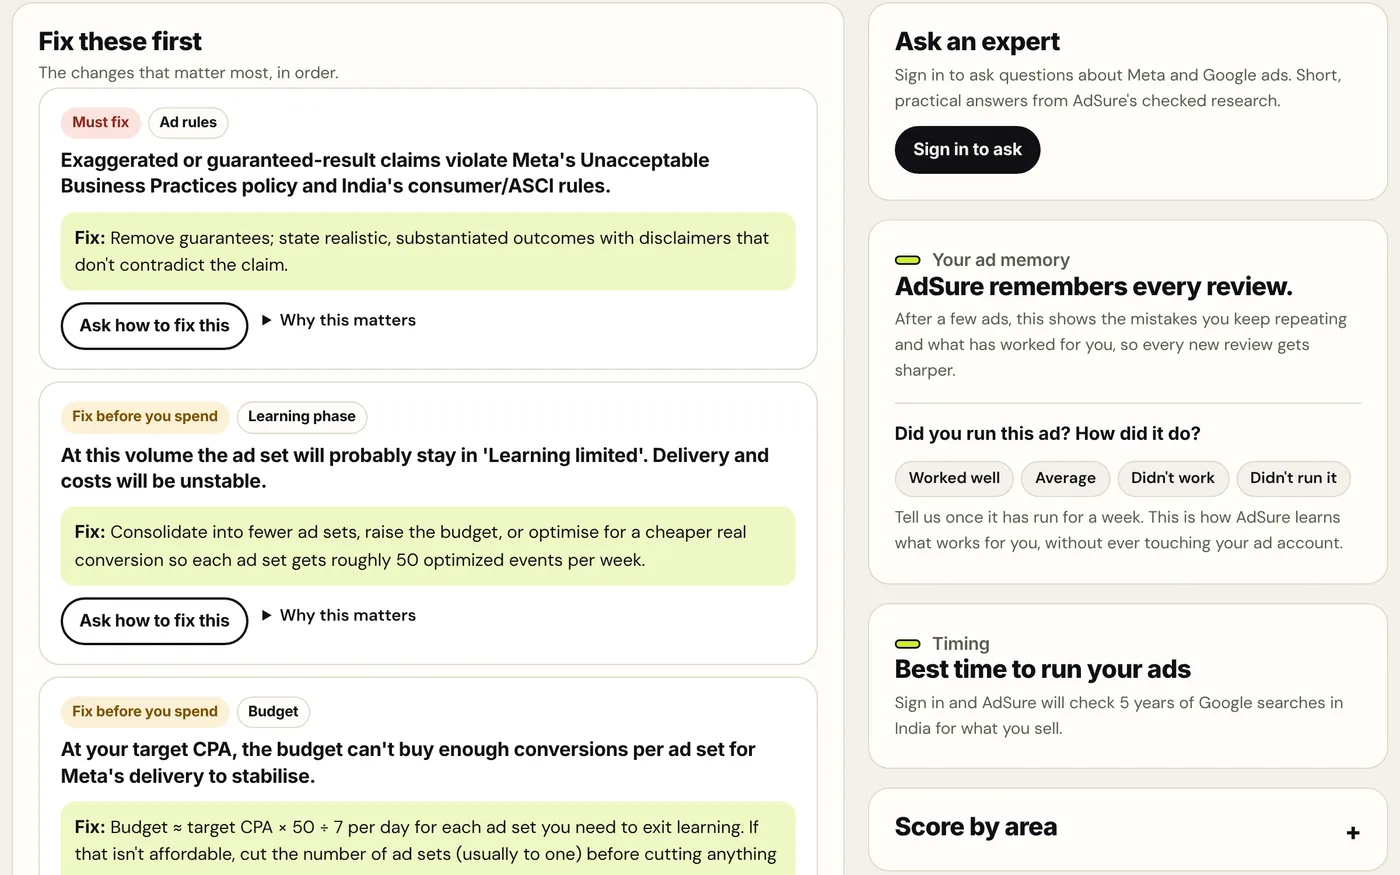 Fix these first
The changes that matter most, in order.
Must fix
Ad rules
Exaggerated or guaranteed-result claims violate Meta's Unacceptable
Business Practices policy and India's consumer/ASCI rules.
Fix: Remove guarantees; state realistic, substantiated outcomes with disclaimers that
don't contradict the claim.
Ask how to fix this
Why this matters
Fix before you spend
Learning phase
At this volume the ad set will probably stay in 'Learning limited'. Delivery and
costs will be unstable.
Fix: Consolidate into fewer ad sets, raise the budget, or optimise for a cheaper real
conversion so each ad set gets roughly 50 optimized events per week.
Ask how to fix this
Why this matters
Fix before you spend
Budget
At your target CPA, the budget can't buy enough conversions per ad set for
Meta's delivery to stabilise.
Fix: Budget ≈ target CPA × 50 ÷ 7 per day for each ad set you need to exit learning. If
that isn't affordable, cut the number of ad sets (usually to one) before cutting anything
Ask an expert
Sign in to ask questions about Meta and Google ads. Short,
practical answers from AdSure's checked research.
Sign in to ask
Your ad memory
AdSure remembers every review.
After a few ads, this shows the mistakes you keep repeating
and what has worked for you, so every new review gets
sharper.
Did you run this ad? How did it do?
Worked well
Average
Didn't work
Didn't run it
Tell us once it has run for a week. This is how AdSure learns
what works for you, without ever touching your ad account.
Timing
Best time to run your ads
Sign in and AdSure will check 5 years of Google searches in
India for what you sell.
Score by area
+